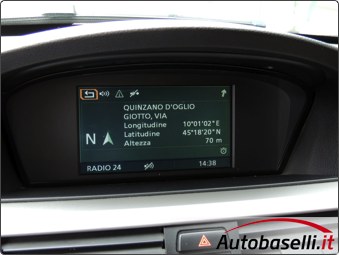 QUINZANO D'OGLIO
GIOTTO, VIA
Longitudine 10°01'02"E
Latitudine 45°18'20"N
Altezza 70 m
N
RADIO 24 14:38
Autobaselli.it